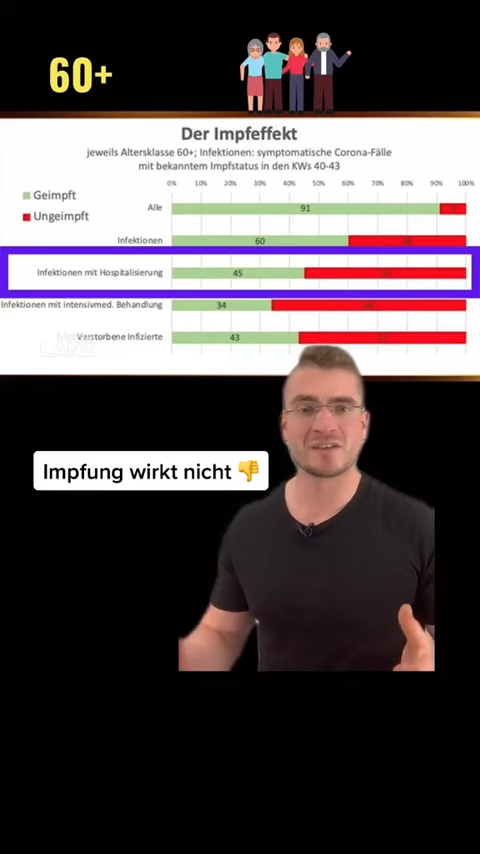 60+
Der Impfeffekt
jeweils Altersklasse 60+; Infektionen: symptomatische Corona-Fälle
mit bekanntem Impfstatus in den KWs 40-43
Geimpft
Ungeimpft
0% 10% 20% 30% 40% 50% 60% 70% 80% 90% 100%
Alle 91
Infektionen 60
Infektionen mit Hospitalisierung 45
Infektionen mit intensivmed. Behandlung 34
Verstorbene Infizierte 43
LANZ
Impfung wirkt nicht 👎